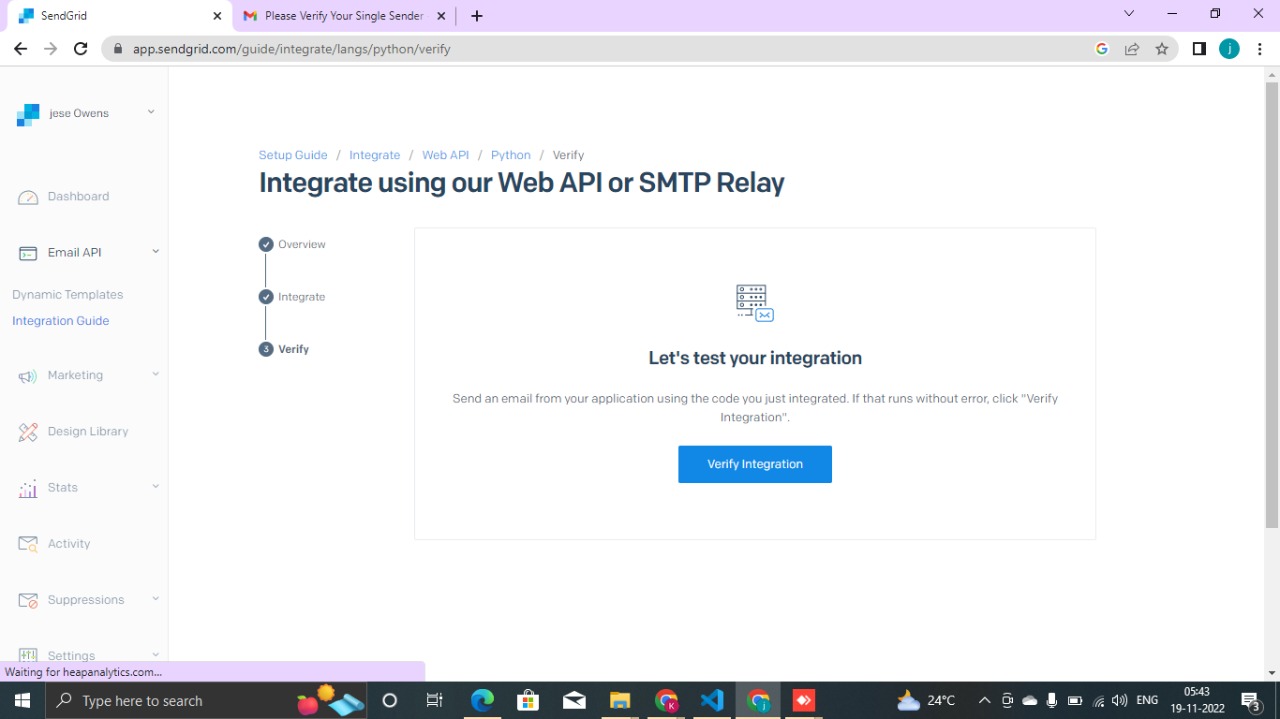 SendGrid
Please Verify Your Single Sender
app.sendgrid.com/guide/integrate/langs/python/verify
j
jese Owens
Dashboard
Email API
Dynamic Templates
Integration Guide
Marketing
Design Library
Stats
Activity
Suppressions
Settings
Setup Guide / Integrate / Web API / Python / Verify
Integrate using our Web API or SMTP Relay
Overview
Integrate
3 Verify
Let's test your integration
Send an email from your application using the code you just integrated. If that runs without error, click "Verify
Integration".
Verify Integration
Waiting for heapanalytics.com...
Type here to search
K
j
24°C
ENG
05:43
19-11-2022
3